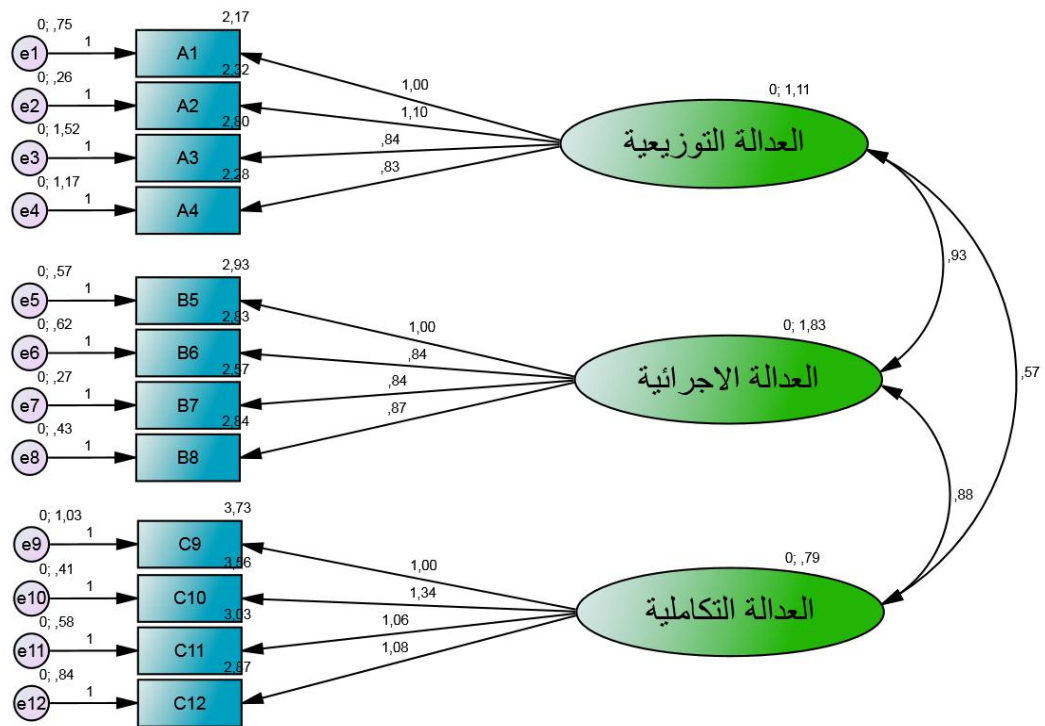 2,17
0; ,75
e1
1
A1
1,00
2,32
0; ,26
e2
1
A2
1,10
2,80
0; 1,52
e3
1
A3
,84
2,28
0; 1,17
e4
1
A4
,83
0; 1,11
العدالة التوزيعية
,93
,57
2,93
0; ,57
e5
1
B5
1,00
2,83
0; ,62
e6
1
B6
,84
2,57
0; ,27
e7
1
B7
,84
2,84
0; ,43
e8
1
B8
,87
0; 1,83
العدالة الاجرائية
,88
3,73
0; 1,03
e9
1
C9
1,00
3,56
0; ,41
e10
1
C10
1,34
3,03
0; ,58
e11
1
C11
1,06
2,87
0; ,84
e12
1
C12
1,08
0; ,79
العدالة التكاملية